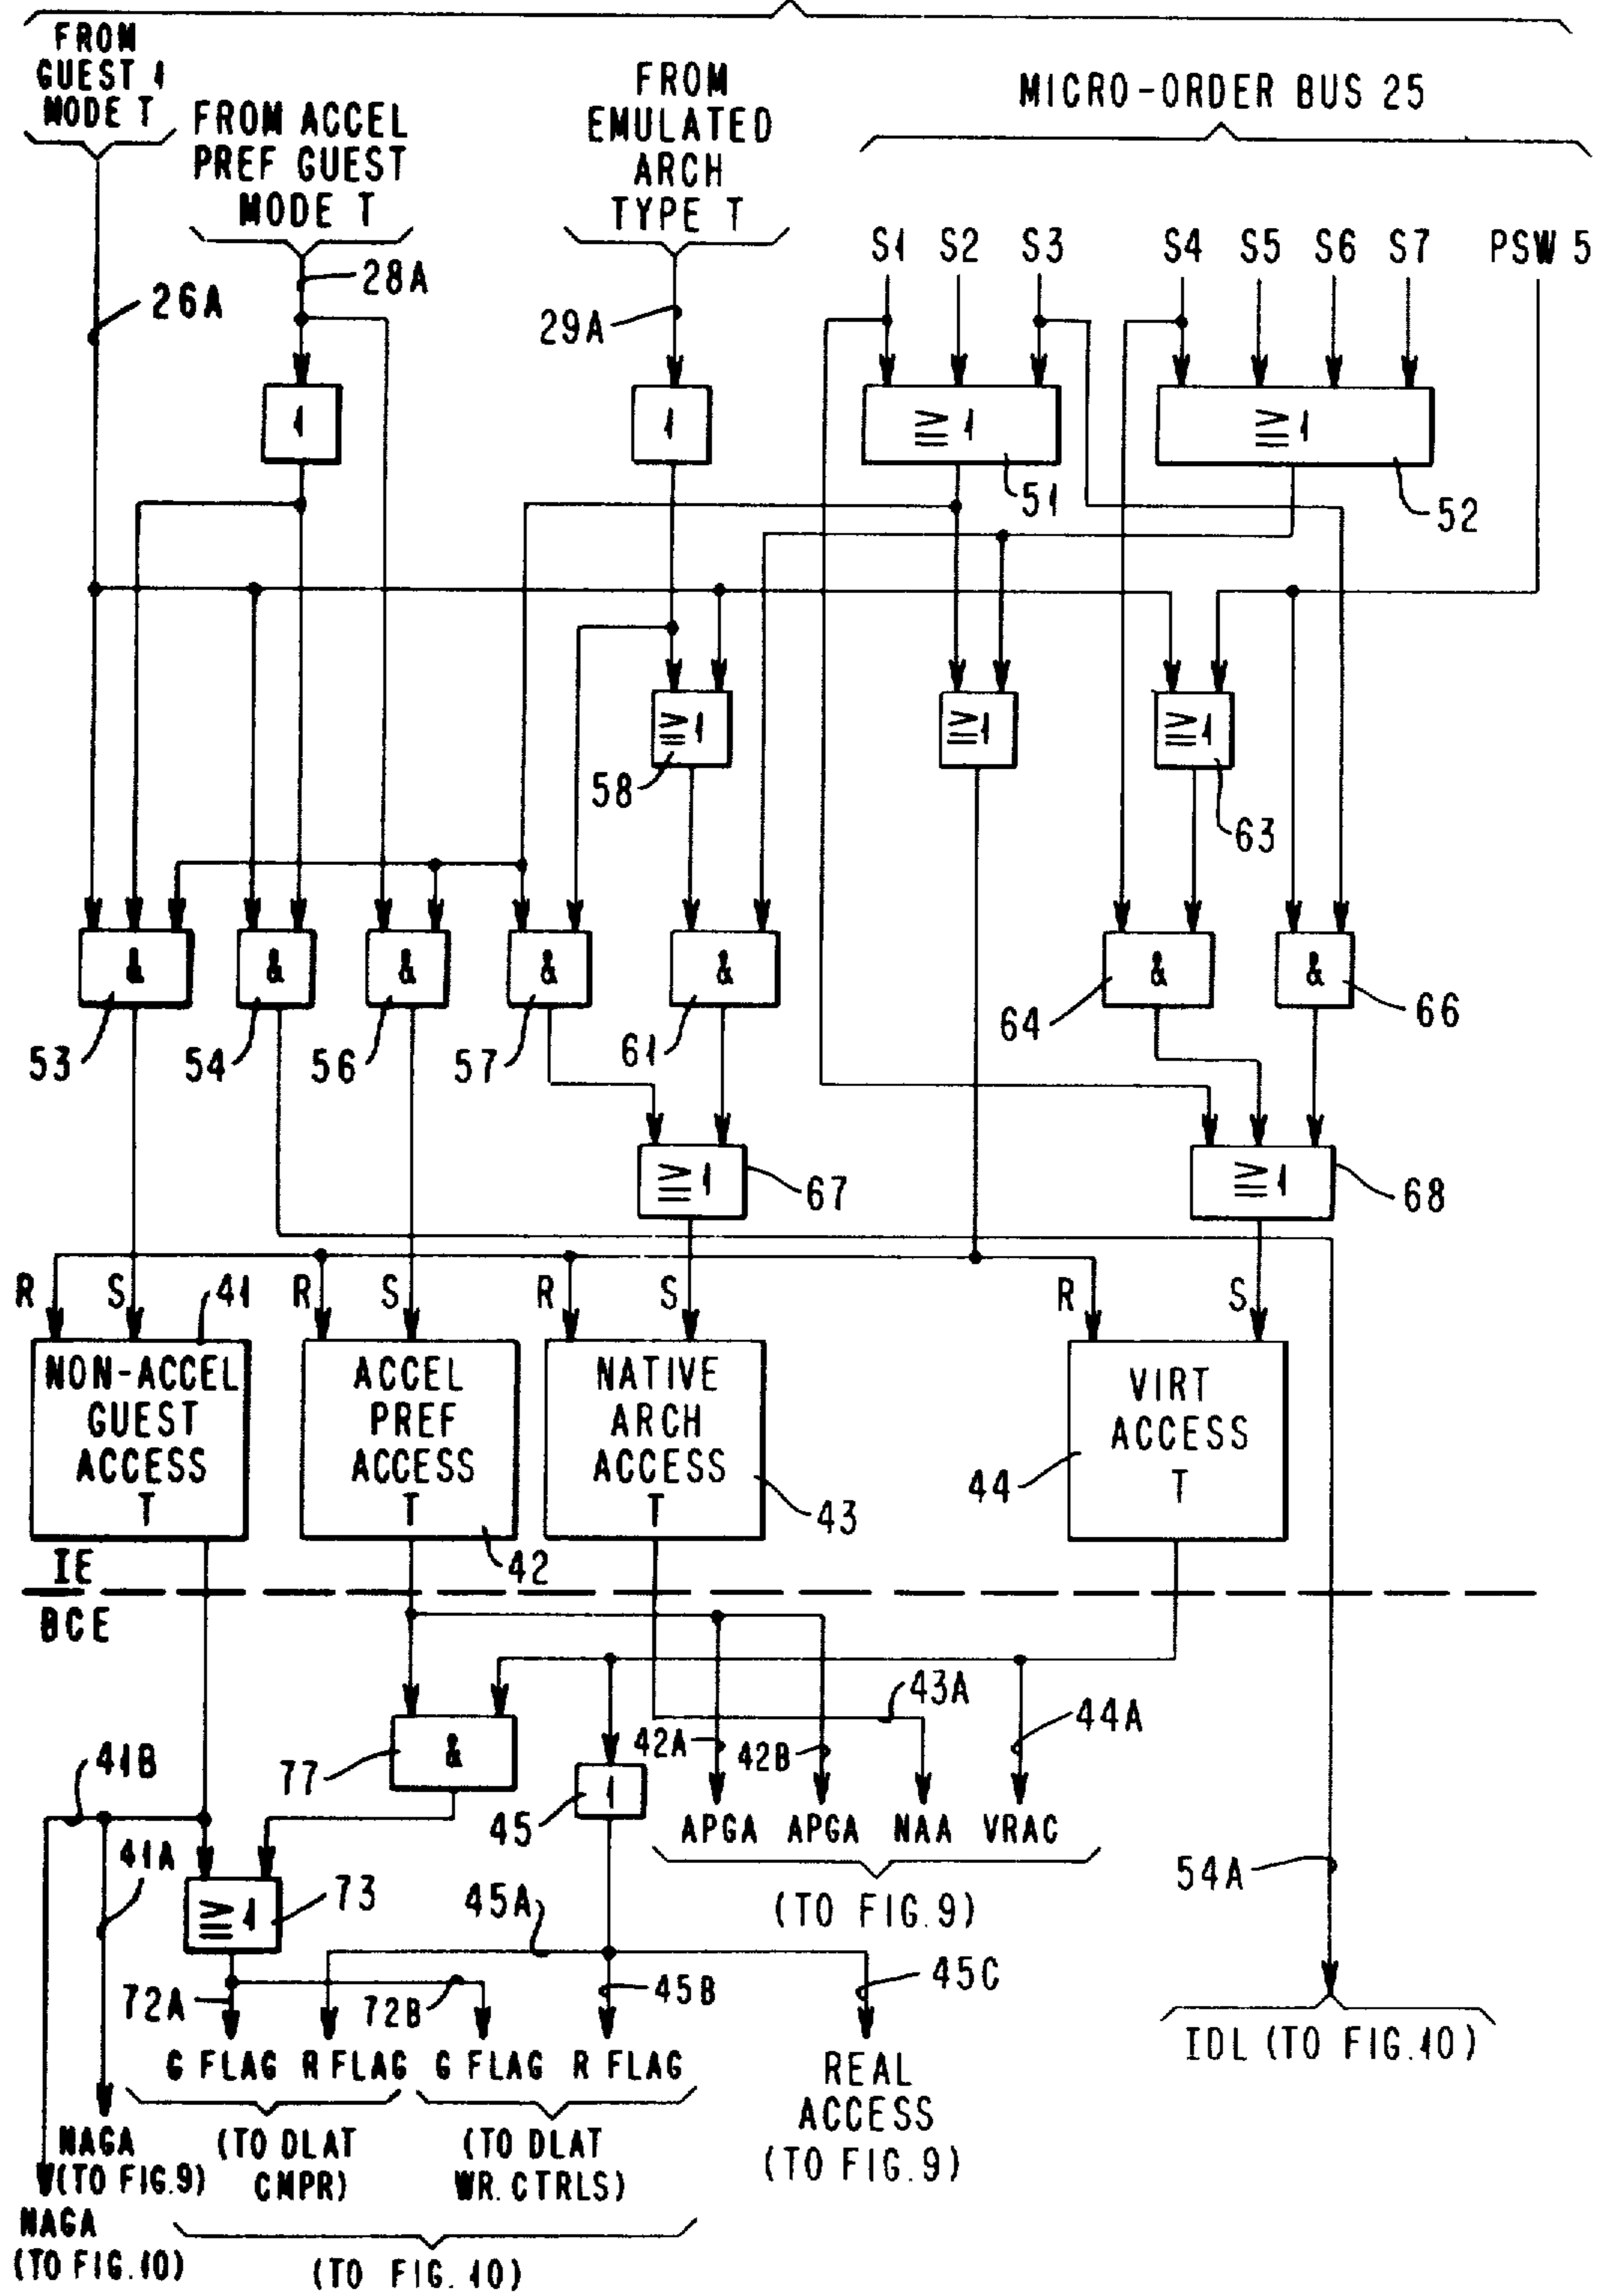 FROM
GUEST 1
MODE T
FROM ACCEL
PREF GUEST
MODE T
FROM
EMULATED
ARCH
TYPE T
MICRO-ORDER BUS 25
S1 S2 S3 S4 S5 S6 S7 PSW 5
26A 28A 29A
1 1 ≧1 51 ≧1 52
≧1 58 ≧1 ≧1 63
& 53 & 54 & 56 & 57 & 61 & 64 & 66
≧1 67 ≧1 68
R S 41 R S R S R S
NON-ACCEL
GUEST
ACCESS
T
ACCEL
PREF
ACCESS
T
42
NATIVE
ARCH
ACCESS
T
43
VIRT
ACCESS
T
44
IE
BCE
43A
44A
42A 42B
77 &
41B
45 1
APGA APGA NAA VRAC
(TO FIG. 9)
41A
≧1 73
45A
54A
72A 72B 45B 45C
G FLAG R FLAG G FLAG R FLAG
REAL
ACCESS
(TO FIG. 9)
IDL (TO FIG. 10)
NAGA
(TO FIG. 9)
(TO DLAT
CMPR)
(TO DLAT
WR. CTRLS)
NAGA
(TO FIG. 10)
(TO FIG. 10)